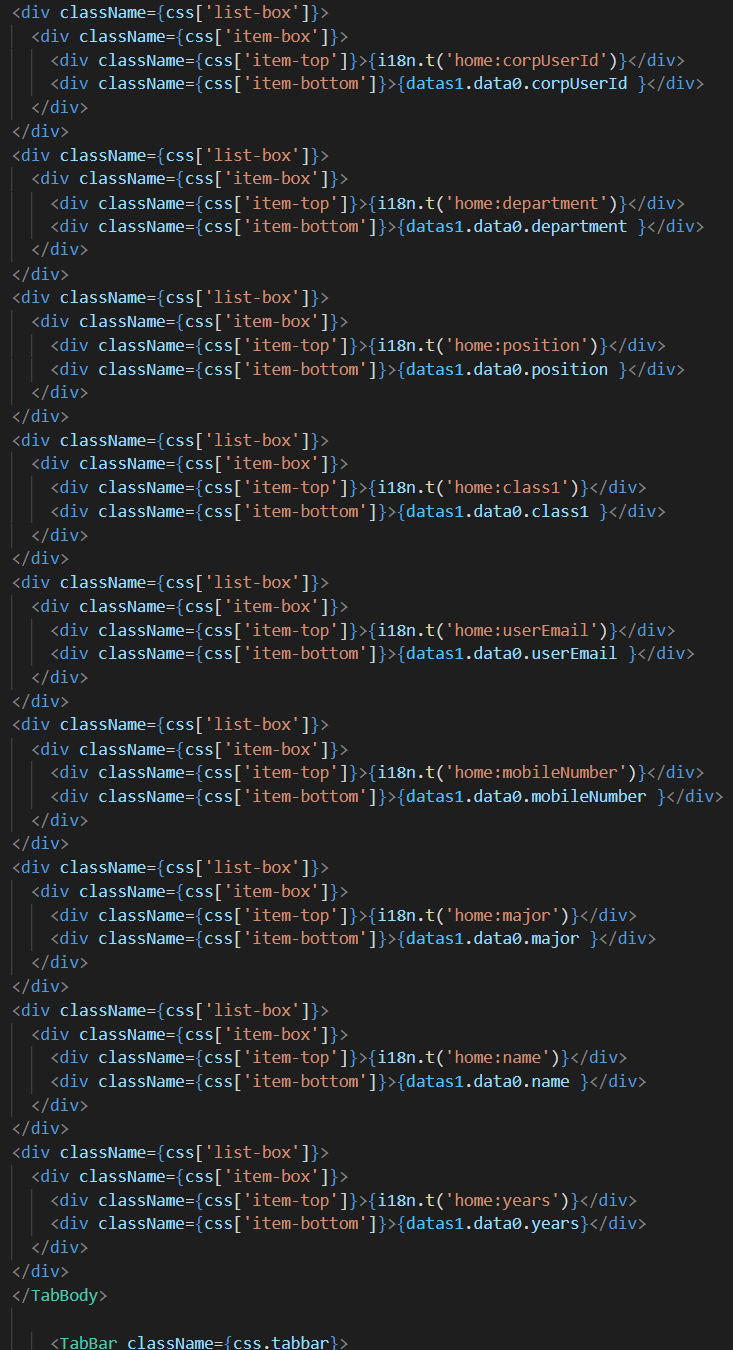 <div className={css['list-box']}>
<div className={css['item-box']}>
<div className={css['item-top']}>{i18n.t('home:corpUserId')}</div>
<div className={css['item-bottom']}>{datas1.data0.corpUserId }</div>
</div>
</div>
<div className={css['list-box']}>
<div className={css['item-box']}>
<div className={css['item-top']}>{i18n.t('home:department')}</div>
<div className={css['item-bottom']}>{datas1.data0.department }</div>
</div>
</div>
<div className={css['list-box']}>
<div className={css['item-box']}>
<div className={css['item-top']}>{i18n.t('home:position')}</div>
<div className={css['item-bottom']}>{datas1.data0.position }</div>
</div>
</div>
<div className={css['list-box']}>
<div className={css['item-box']}>
<div className={css['item-top']}>{i18n.t('home:class1')}</div>
<div className={css['item-bottom']}>{datas1.data0.class1 }</div>
</div>
</div>
<div className={css['list-box']}>
<div className={css['item-box']}>
<div className={css['item-top']}>{i18n.t('home:userEmail')}</div>
<div className={css['item-bottom']}>{datas1.data0.userEmail }</div>
</div>
</div>
<div className={css['list-box']}>
<div className={css['item-box']}>
<div className={css['item-top']}>{i18n.t('home:mobileNumber')}</div>
<div className={css['item-bottom']}>{datas1.data0.mobileNumber }</div>
</div>
</div>
<div className={css['list-box']}>
<div className={css['item-box']}>
<div className={css['item-top']}>{i18n.t('home:major')}</div>
<div className={css['item-bottom']}>{datas1.data0.major }</div>
</div>
</div>
<div className={css['list-box']}>
<div className={css['item-box']}>
<div className={css['item-top']}>{i18n.t('home:name')}</div>
<div className={css['item-bottom']}>{datas1.data0.name }</div>
</div>
</div>
<div className={css['list-box']}>
<div className={css['item-box']}>
<div className={css['item-top']}>{i18n.t('home:years')}</div>
<div className={css['item-bottom']}>{datas1.data0.years}</div>
</div>
</div>
</TabBody>
<TabBar className={css.tabbar}>